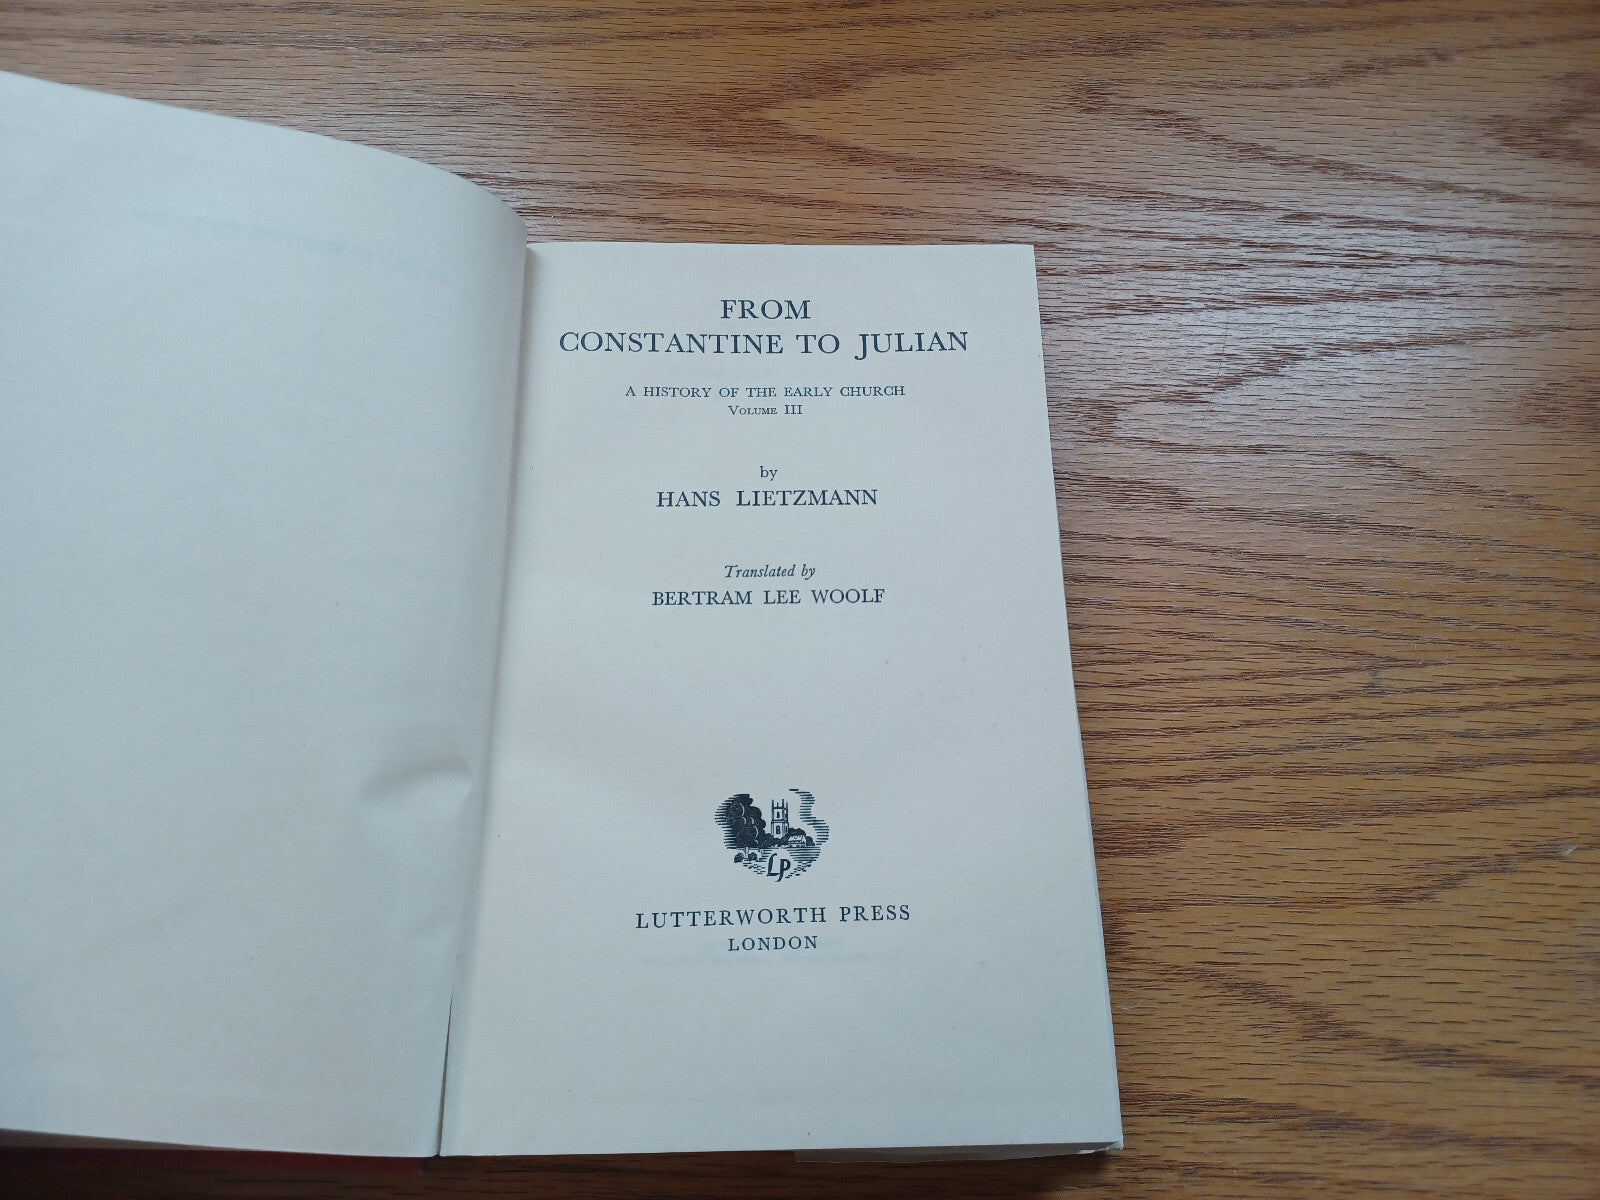 FROM
CONSTANTINE TO JULIAN
A HISTORY OF THE EARLY CHURCH
VOLUME III
by
HANS LIETZMANN
Translated by
BERTRAM LEE WOOLF
LP
LUTTERWORTH PRESS
LONDON